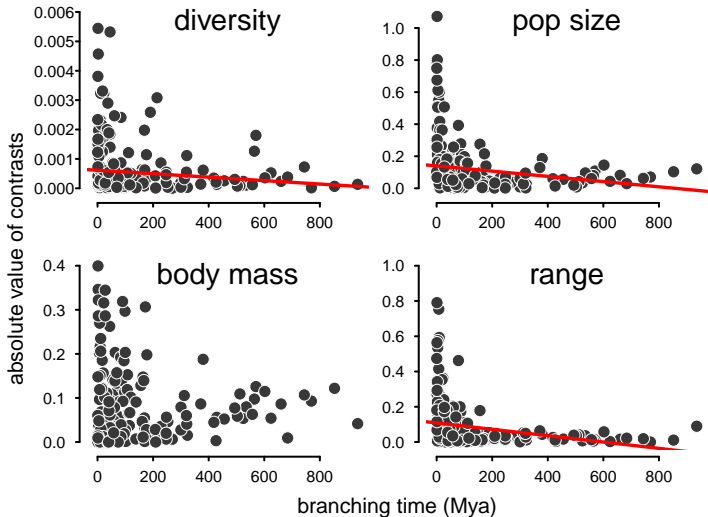 diversity
pop size
0.006
0.005
0.004
0.003
0.002
0.001
0.000
0 200 400 600 800
1.0
0.8
0.6
0.4
0.2
0.0
0 200 400 600 800
absolute value of contrasts
body mass
range
0.4
0.3
0.2
0.1
0.0
0 200 400 600 800
1.0
0.8
0.6
0.4
0.2
0.0
0 200 400 600 800
branching time (Mya)